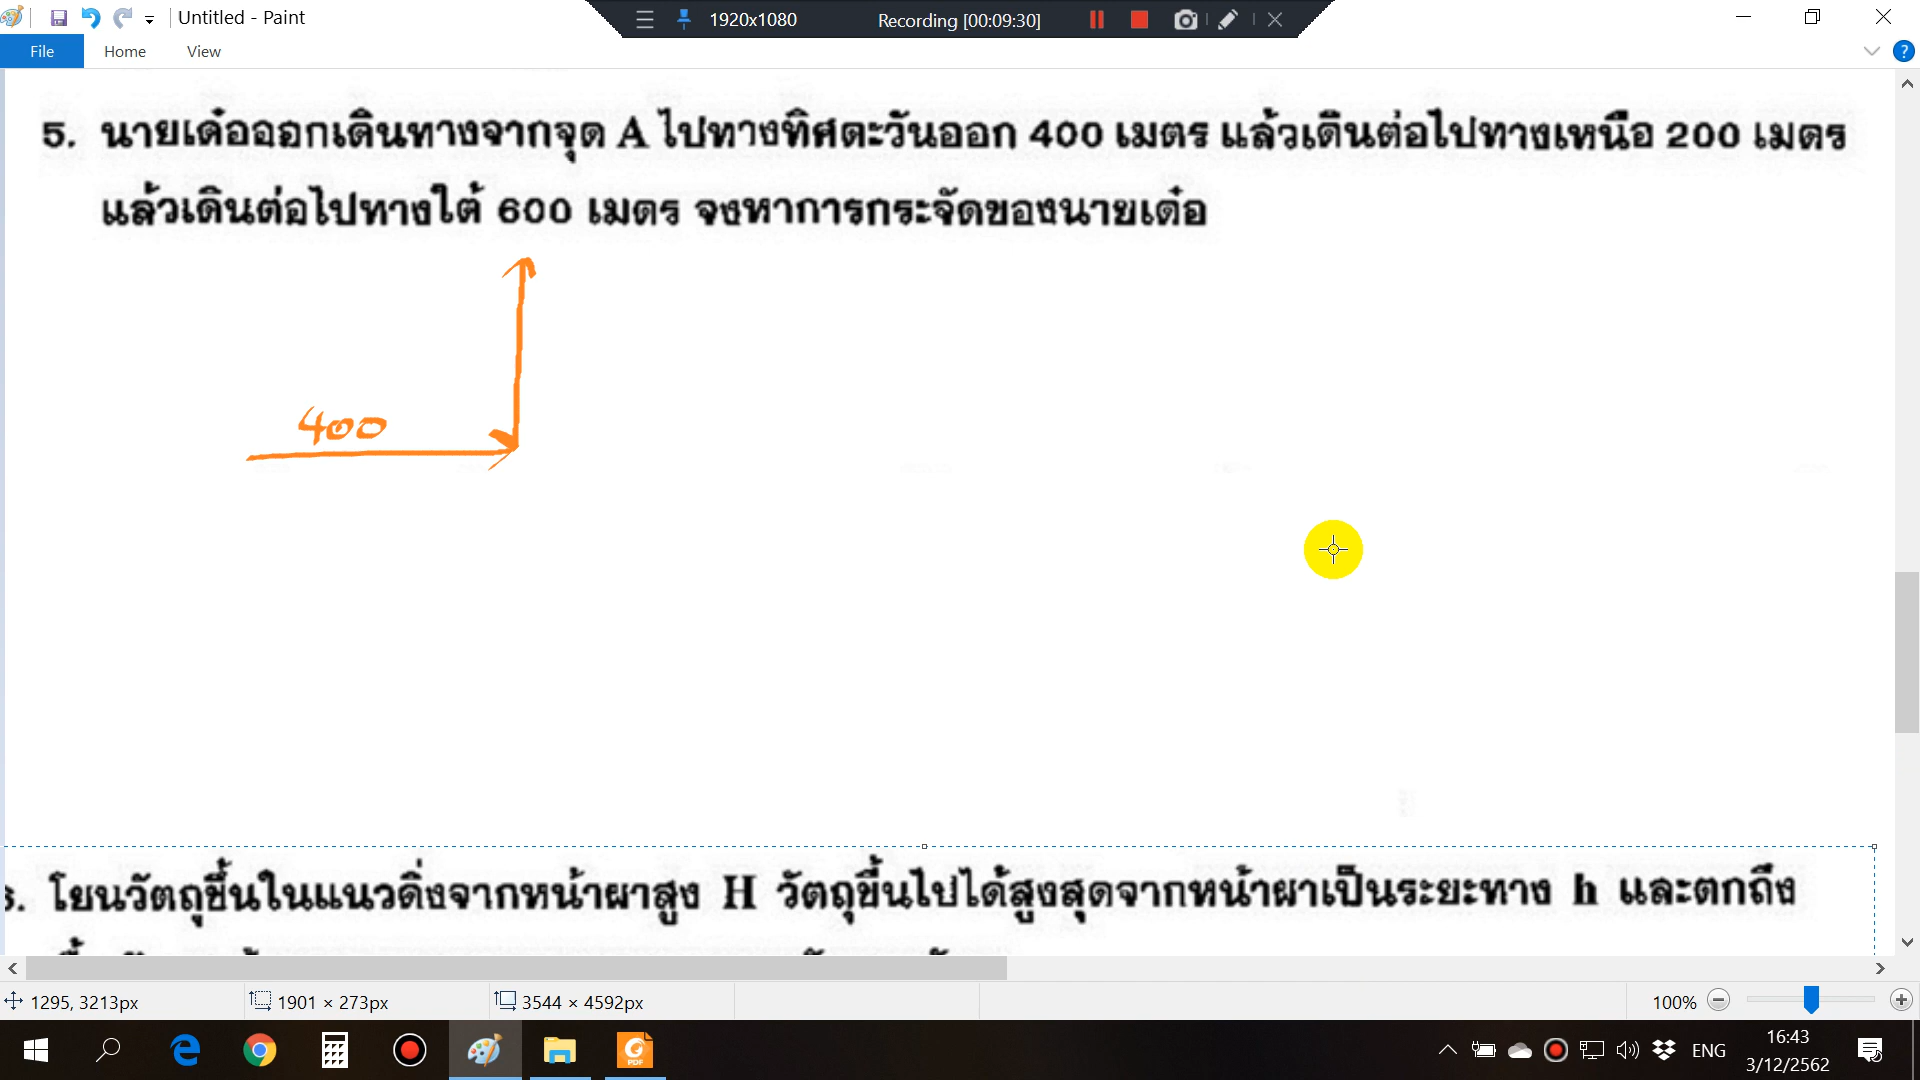 Untitled - Paint
1920x1080
Recording [00:09:30]
File
Home
View
5. นายเด๋อออกเดินทางจากจุด A ไปทางทิศตะวันออก 400 เมตร แล้วเดินต่อไปทางเหนือ 200 เมตร
แล้วเดินต่อไปทางใต้ 600 เมตร จงหาการกระจัดของนายเด๋อ
400
โยนวัตถุขึ้นในแนวดิ่งจากหน้าผาสูง H วัตถุขึ้นไปได้สูงสุดจากหน้าผาเป็นระยะทาง h และตกถึง
1295, 3213px
1901 × 273px
3544 × 4592px
100%
PDF
ENG
16:43
3/12/2562